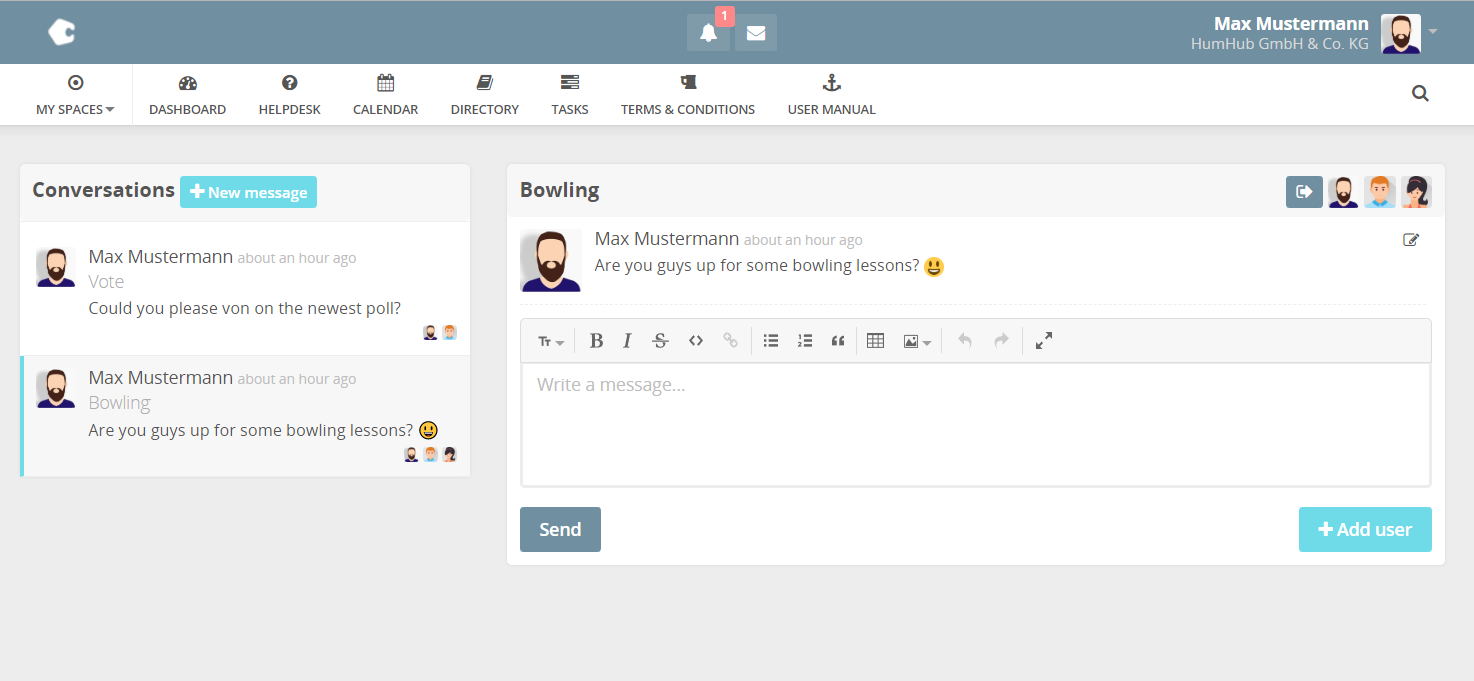 1
Max Mustermann
HumHub GmbH & Co. KG
MY SPACES DASHBOARD HELPDESK CALENDAR DIRECTORY TASKS TERMS & CONDITIONS USER MANUAL
Conversations New message
Max Mustermann about an hour ago
Vote
Could you please von on the newest poll?
Max Mustermann about an hour ago
Bowling
Are you guys up for some bowling lessons? 😃
Bowling
Max Mustermann about an hour ago
Are you guys up for some bowling lessons? 😃
Write a message...
Send
Add user